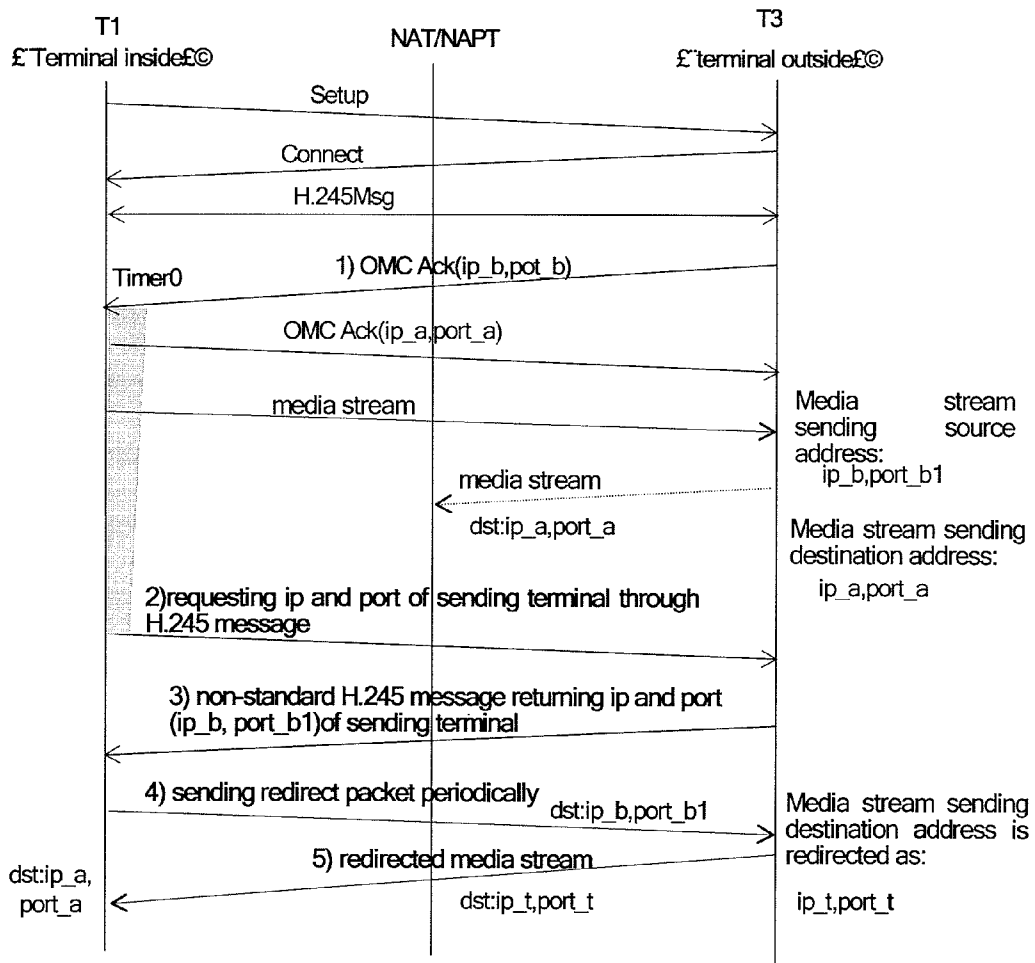 T1
£¨Terminal inside£©
NAT/NAPT
T3
£¨terminal outside£©
Setup
Connect
H.245Msg
1) OMC Ack(ip_b,pot_b)
Timer0
OMC Ack(ip_a,port_a)
media stream
Media stream
sending source
address:
ip_b,port_b1
media stream
dst:ip_a,port_a
Media stream sending
destination address:
ip_a,port_a
2)requesting ip and port of sending terminal through
H.245 message
3) non-standard H.245 message returning ip and port
(ip_b, port_b1)of sending terminal
4) sending redirect packet periodically
dst:ip_b,port_b1
Media stream sending
destination address is
redirected as:
5) redirected media stream
dst:ip_a,
port_a
dst:ip_t,port_t
ip_t,port_t